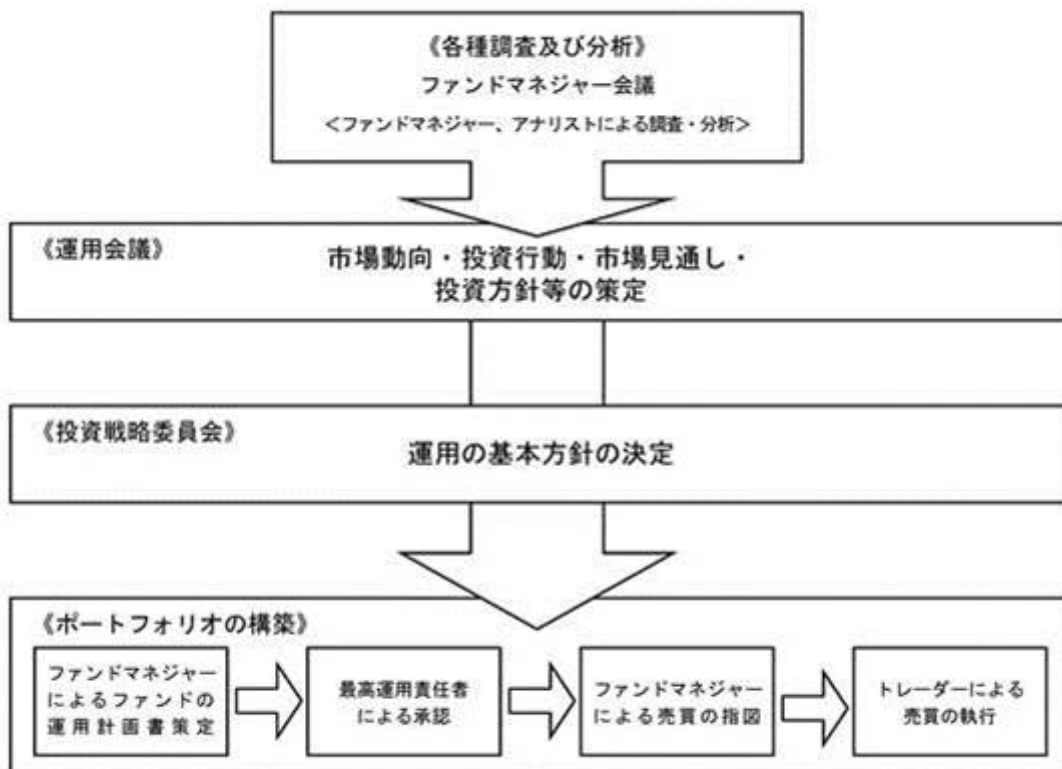 《各種調査及び分析》
ファンドマネジャー会議
＜ファンドマネジャー、アナリストによる調査・分析＞
《運用会議》
市場動向・投資行動・市場見通し・
投資方針等の策定
《投資戦略委員会》
運用の基本方針の決定
《ポートフォリオの構築》
ファンドマネジャー
によるファンドの
運用計画書策定
最高運用責任者
による承認
ファンドマネジャー
による売買の指図
トレーダーによる
売買の執行